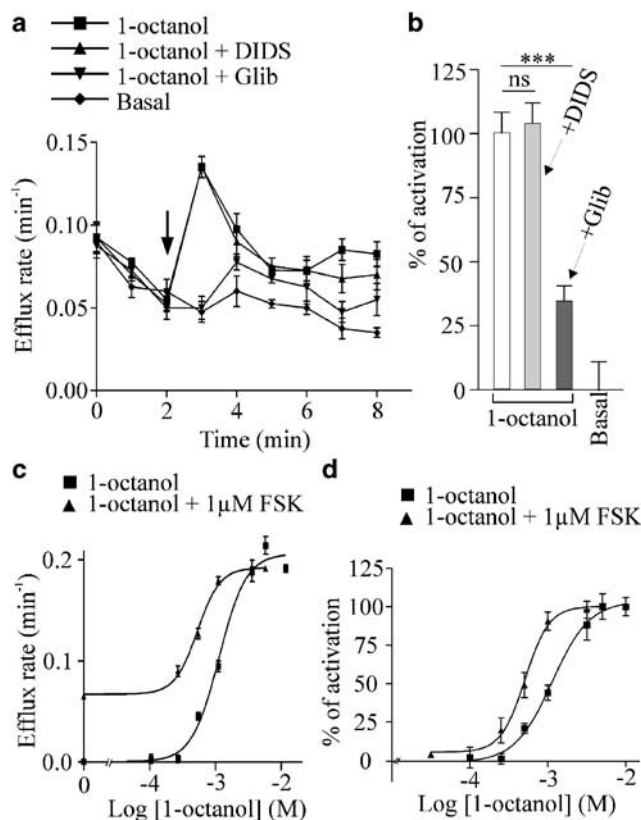 a
1-octanol
1-octanol + DIDS
1-octanol + Glib
Basal
0.15
0.10
0.05
0.00
Efflux rate (min⁻¹)
0 2 4 6 8
Time (min)
b
***
ns
+DIDS
+Glib
125
100
75
50
25
0
% of activation
1-octanol
Basal
c
1-octanol
1-octanol + 1µM FSK
0.2
0.1
0.0
Efflux rate (min⁻¹)
0 -4 -3 -2
Log [1-octanol] (M)
d
1-octanol
1-octanol + 1µM FSK
125
100
75
50
25
0
% of activation
-4 -3 -2
Log [1-octanol] (M)